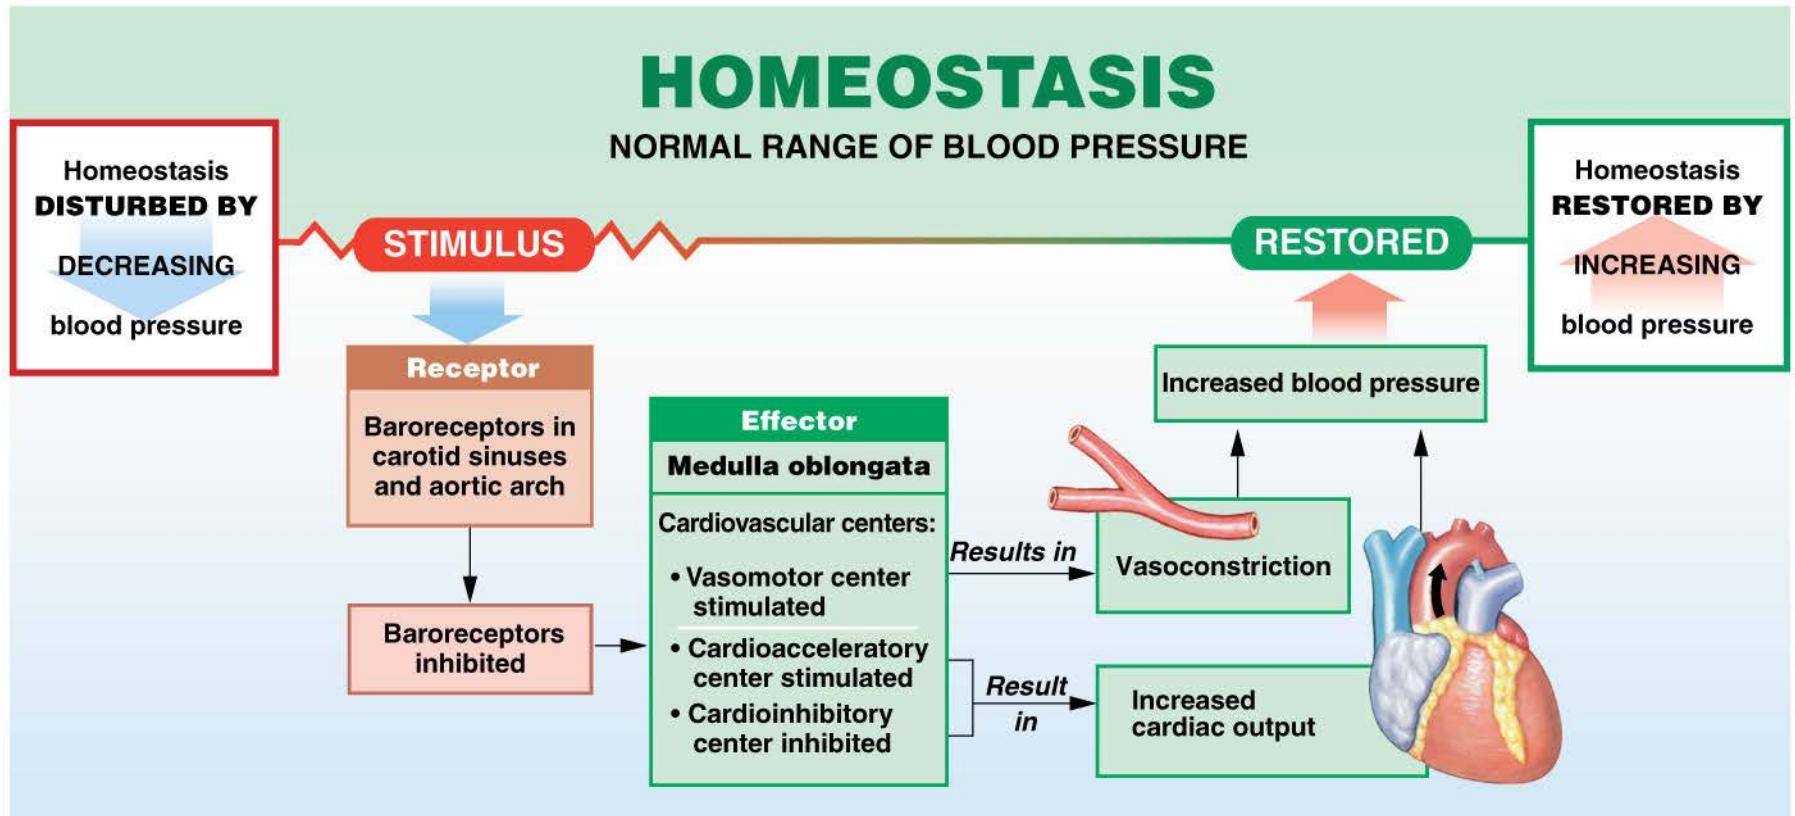 HOMEOSTASIS
NORMAL RANGE OF BLOOD PRESSURE
Homeostasis
DISTURBED BY
DECREASING
blood pressure
STIMULUS
RESTORED
Homeostasis
RESTORED BY
INCREASING
blood pressure
Receptor
Baroreceptors in
carotid sinuses
and aortic arch
Baroreceptors
inhibited
Effector
Medulla oblongata
Cardiovascular centers:
• Vasomotor center
stimulated
• Cardioacceleratory
center stimulated
• Cardioinhibitory
center inhibited
Results in
Vasoconstriction
Result
in
Increased
cardiac output
Increased blood pressure